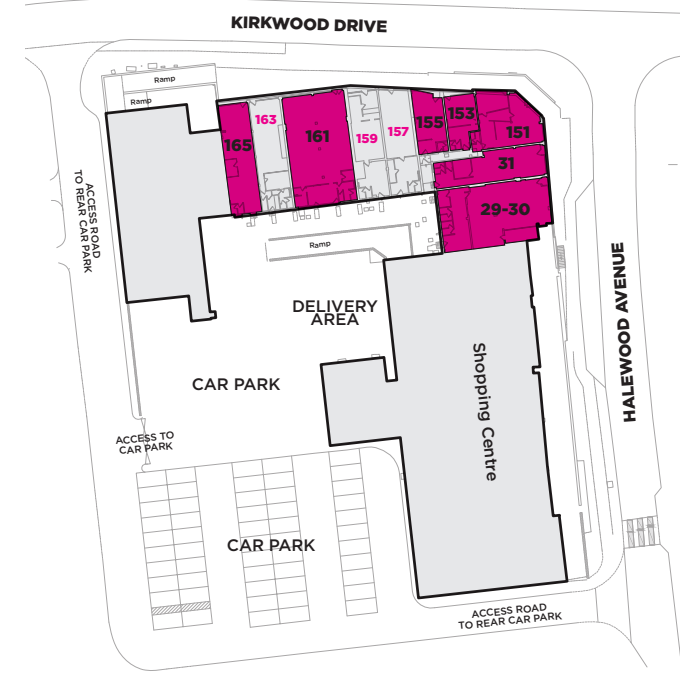 KIRKWOOD DRIVE
Ramp
Ramp
163
165
161
159
157
155
153
151
31
29-30
ACCESS ROAD
TO REAR CAR PARK
Ramp
DELIVERY
AREA
HALEWOOD AVENUE
Shopping Centre
CAR PARK
ACCESS TO
CAR PARK
CAR PARK
ACCESS ROAD
TO REAR CAR PARK